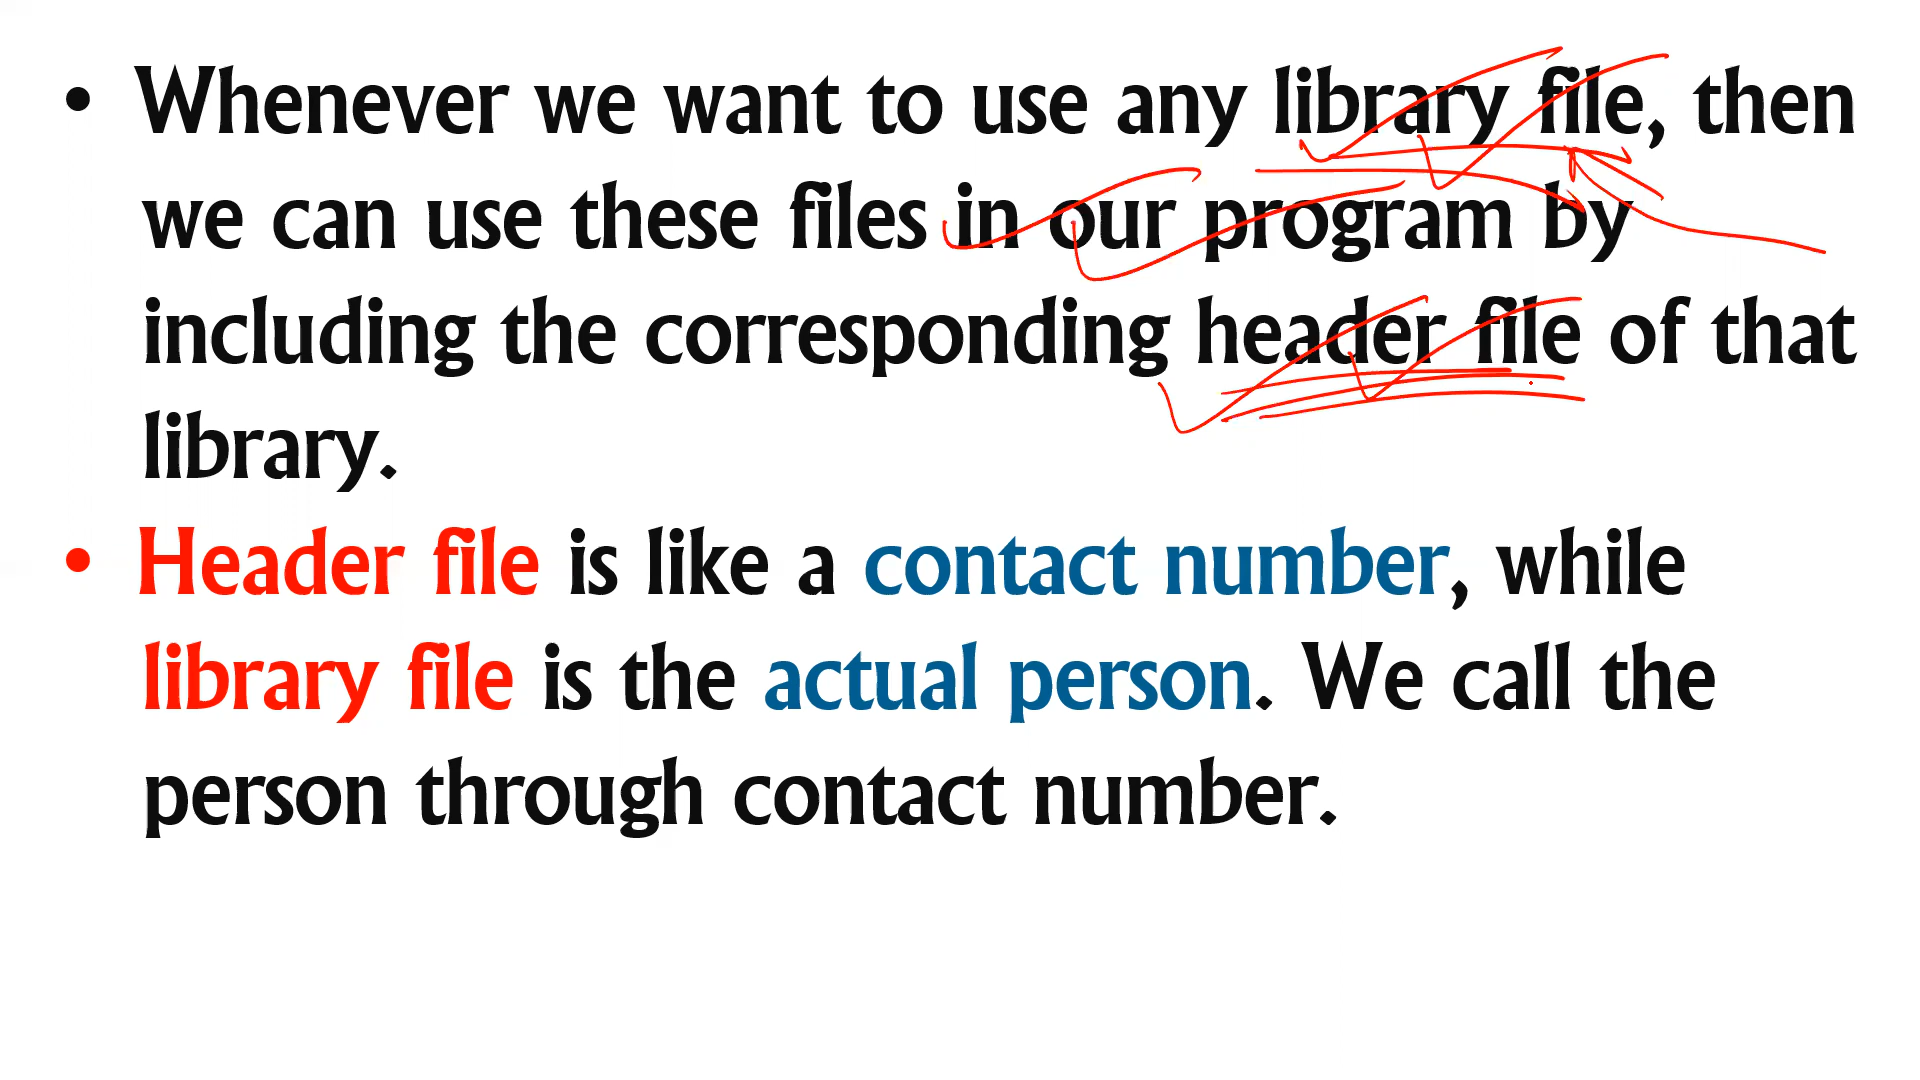 • Whenever we want to use any library file, then
we can use these files in our program by
including the corresponding header file of that
library.
• Header file is like a contact number, while
library file is the actual person. We call the
person through contact number.